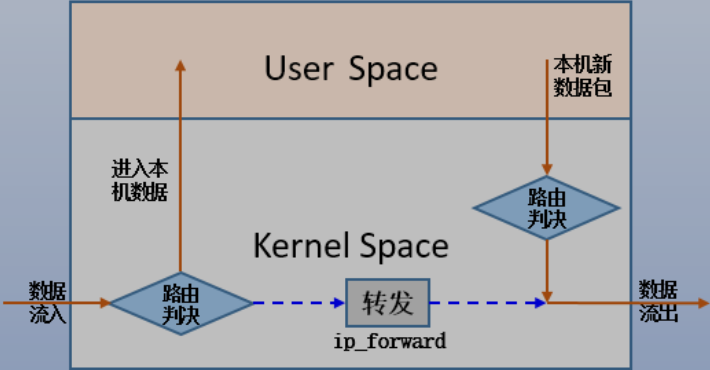 User Space
本机新
数据包
进入本
机数据
路由
判决
Kernel Space
数据
流入
路由
判决
转发
ip_forward
数据
流出